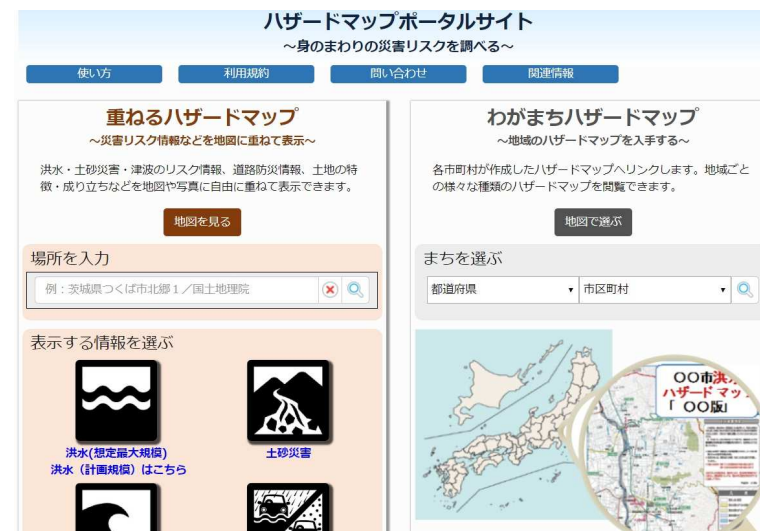 ハザードマップポータルサイト
～身のまわりの災害リスクを調べる～
使い方
利用規約
問い合わせ
関連情報
重ねるハザードマップ
～災害リスク情報などを地図に重ねて表示～
洪水・土砂災害・津波のリスク情報、道路防災情報、土地の特
徴・成り立ちなどを地図や写真に自由に重ねて表示できます。
地図を見る
場所を入力
例：茨城県つくば市北郷１／国土地理院
表示する情報を選ぶ
洪水(想定最大規模)
洪水（計画規模）はこちら
土砂災害
わがまちハザードマップ
～地域のハザードマップを入手する～
各市町村が作成したハザードマップへリンクします。地域ごと
の様々な種類のハザードマップを閲覧できます。
地図で選ぶ
まちを選ぶ
都道府県
市区町村
〇〇市洪
ハザードマッ
「 〇〇版」